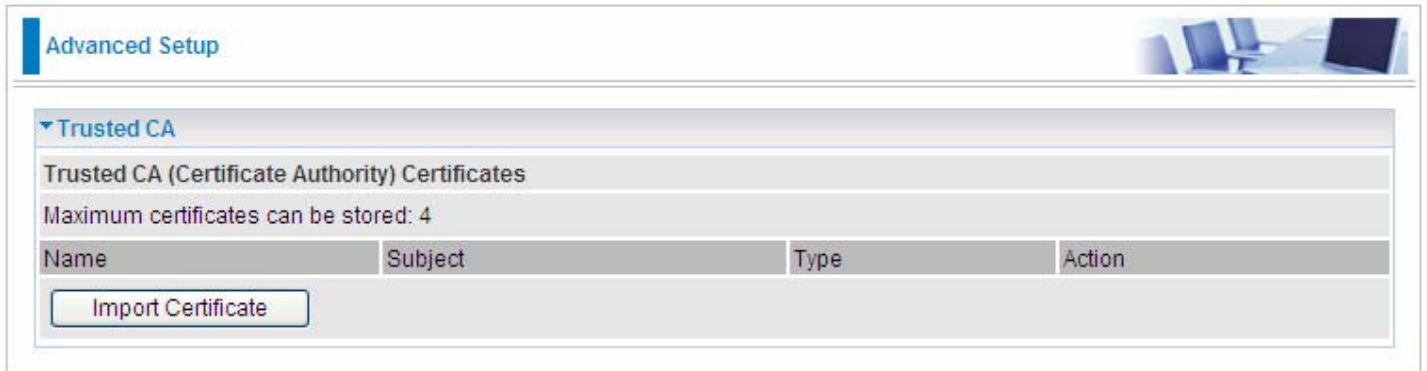 Advanced Setup
Trusted CA
Trusted CA (Certificate Authority) Certificates
Maximum certificates can be stored: 4
Name Subject Type Action
Import Certificate